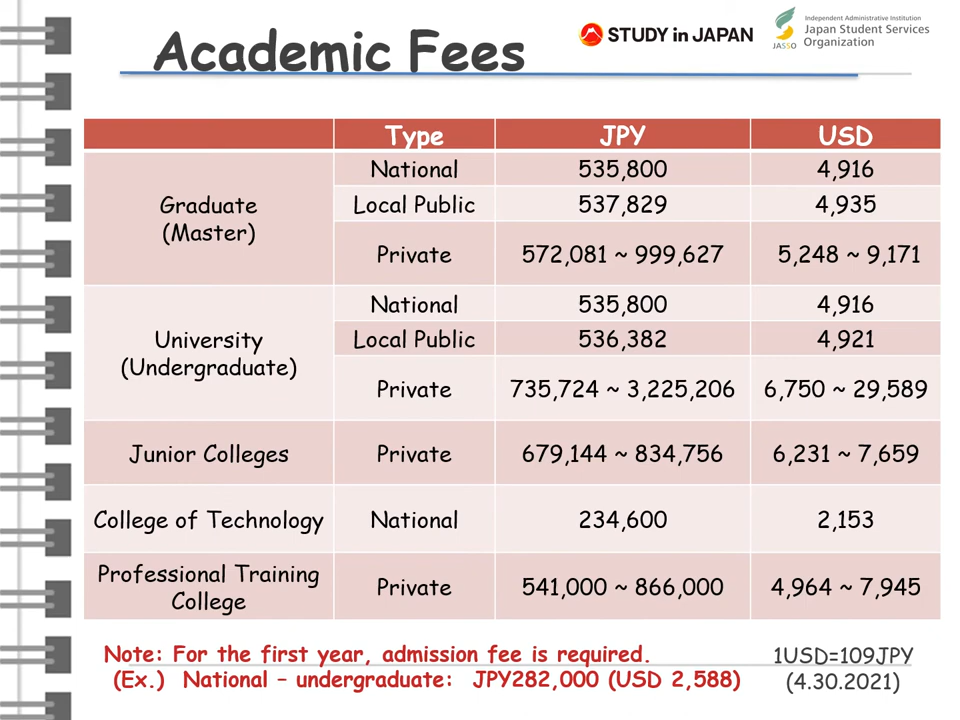 Academic Fees
STUDY in JAPAN
JASSO
Independent Administrative Institution
Japan Student Services
Organization
Type JPY USD
Graduate
(Master)
National 535,800 4,916
Local Public 537,829 4,935
Private 572,081 ~ 999,627 5,248 ~ 9,171
University
(Undergraduate)
National 535,800 4,916
Local Public 536,382 4,921
Private 735,724 ~ 3,225,206 6,750 ~ 29,589
Junior Colleges Private 679,144 ~ 834,756 6,231 ~ 7,659
College of Technology National 234,600 2,153
Professional Training
College
Private 541,000 ~ 866,000 4,964 ~ 7,945
Note: For the first year, admission fee is required.
(Ex.) National – undergraduate: JPY282,000 (USD 2,588)
1USD=109JPY
(4.30.2021)